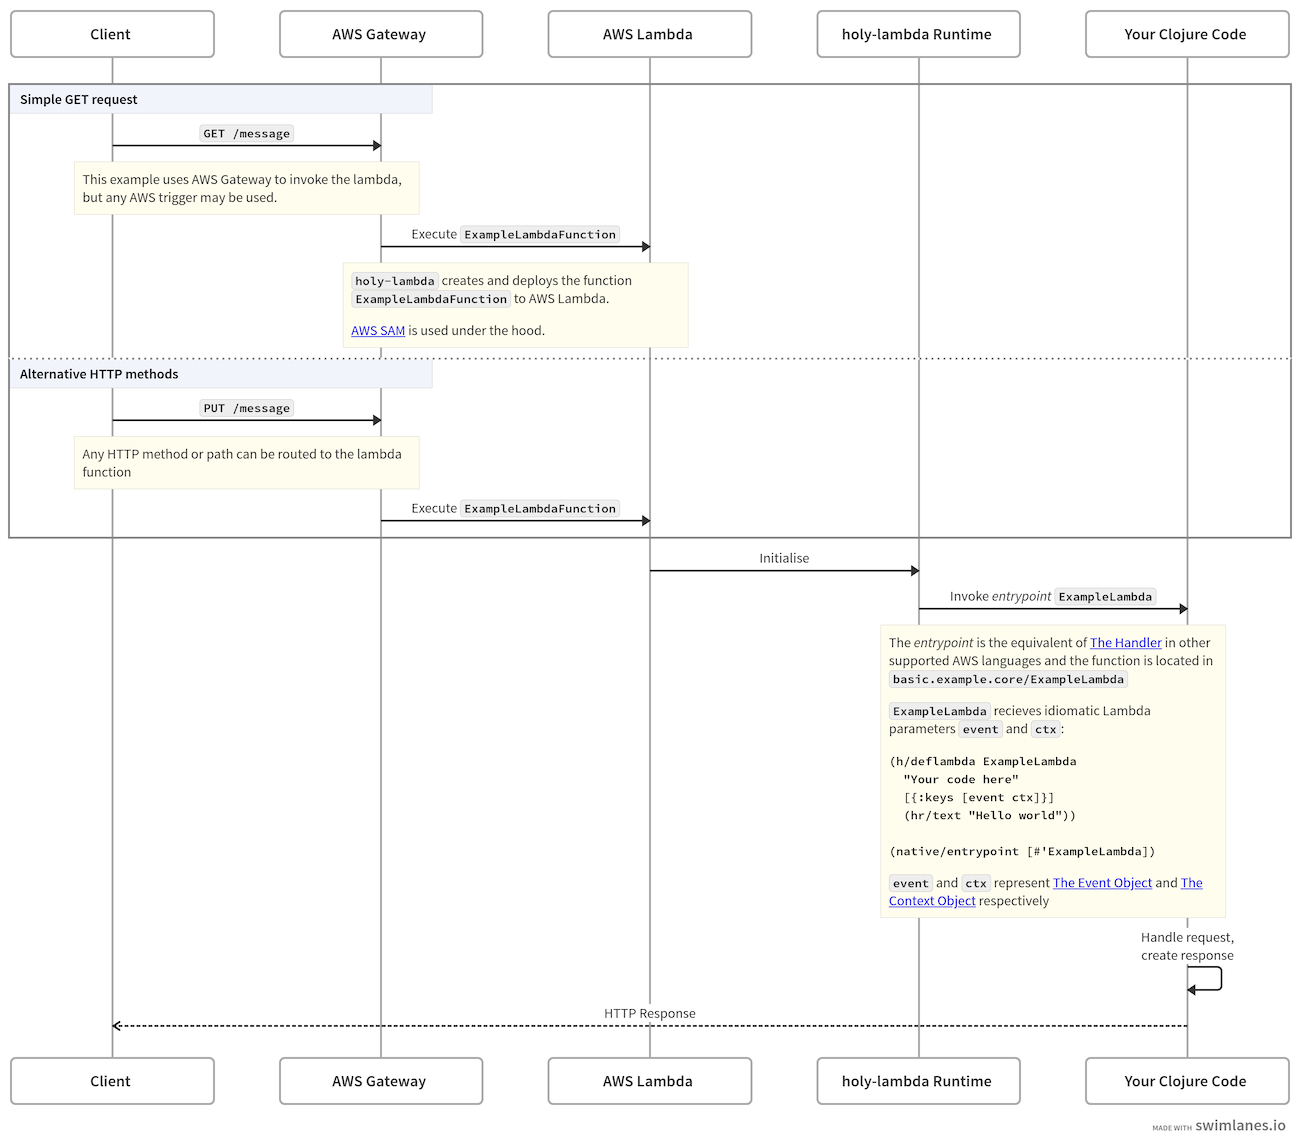 Client
AWS Gateway
AWS Lambda
holy-lambda Runtime
Your Clojure Code
Simple GET request
GET /message
This example uses AWS Gateway to invoke the lambda,
but any AWS trigger may be used.
Execute ExampleLambdaFunction
holy-lambda creates and deploys the function
ExampleLambdaFunction to AWS Lambda.
AWS SAM is used under the hood.
Alternative HTTP methods
PUT /message
Any HTTP method or path can be routed to the lambda
function
Execute ExampleLambdaFunction
Initialise
Invoke entrypoint ExampleLambda
The entrypoint is the equivalent of The Handler in other
supported AWS languages and the function is located in
basic.example.core/ExampleLambda
ExampleLambda recieves idiomatic Lambda
parameters event and ctx:
(h/deflambda ExampleLambda
  "Your code here"
  [{:keys [event ctx]}]
  (hr/text "Hello world"))
(native/entrypoint [#'ExampleLambda])
event and ctx represent The Event Object and The
Context Object respectively
Handle request,
create response
HTTP Response
Client
AWS Gateway
AWS Lambda
holy-lambda Runtime
Your Clojure Code
MADE WITH swimlanes.io